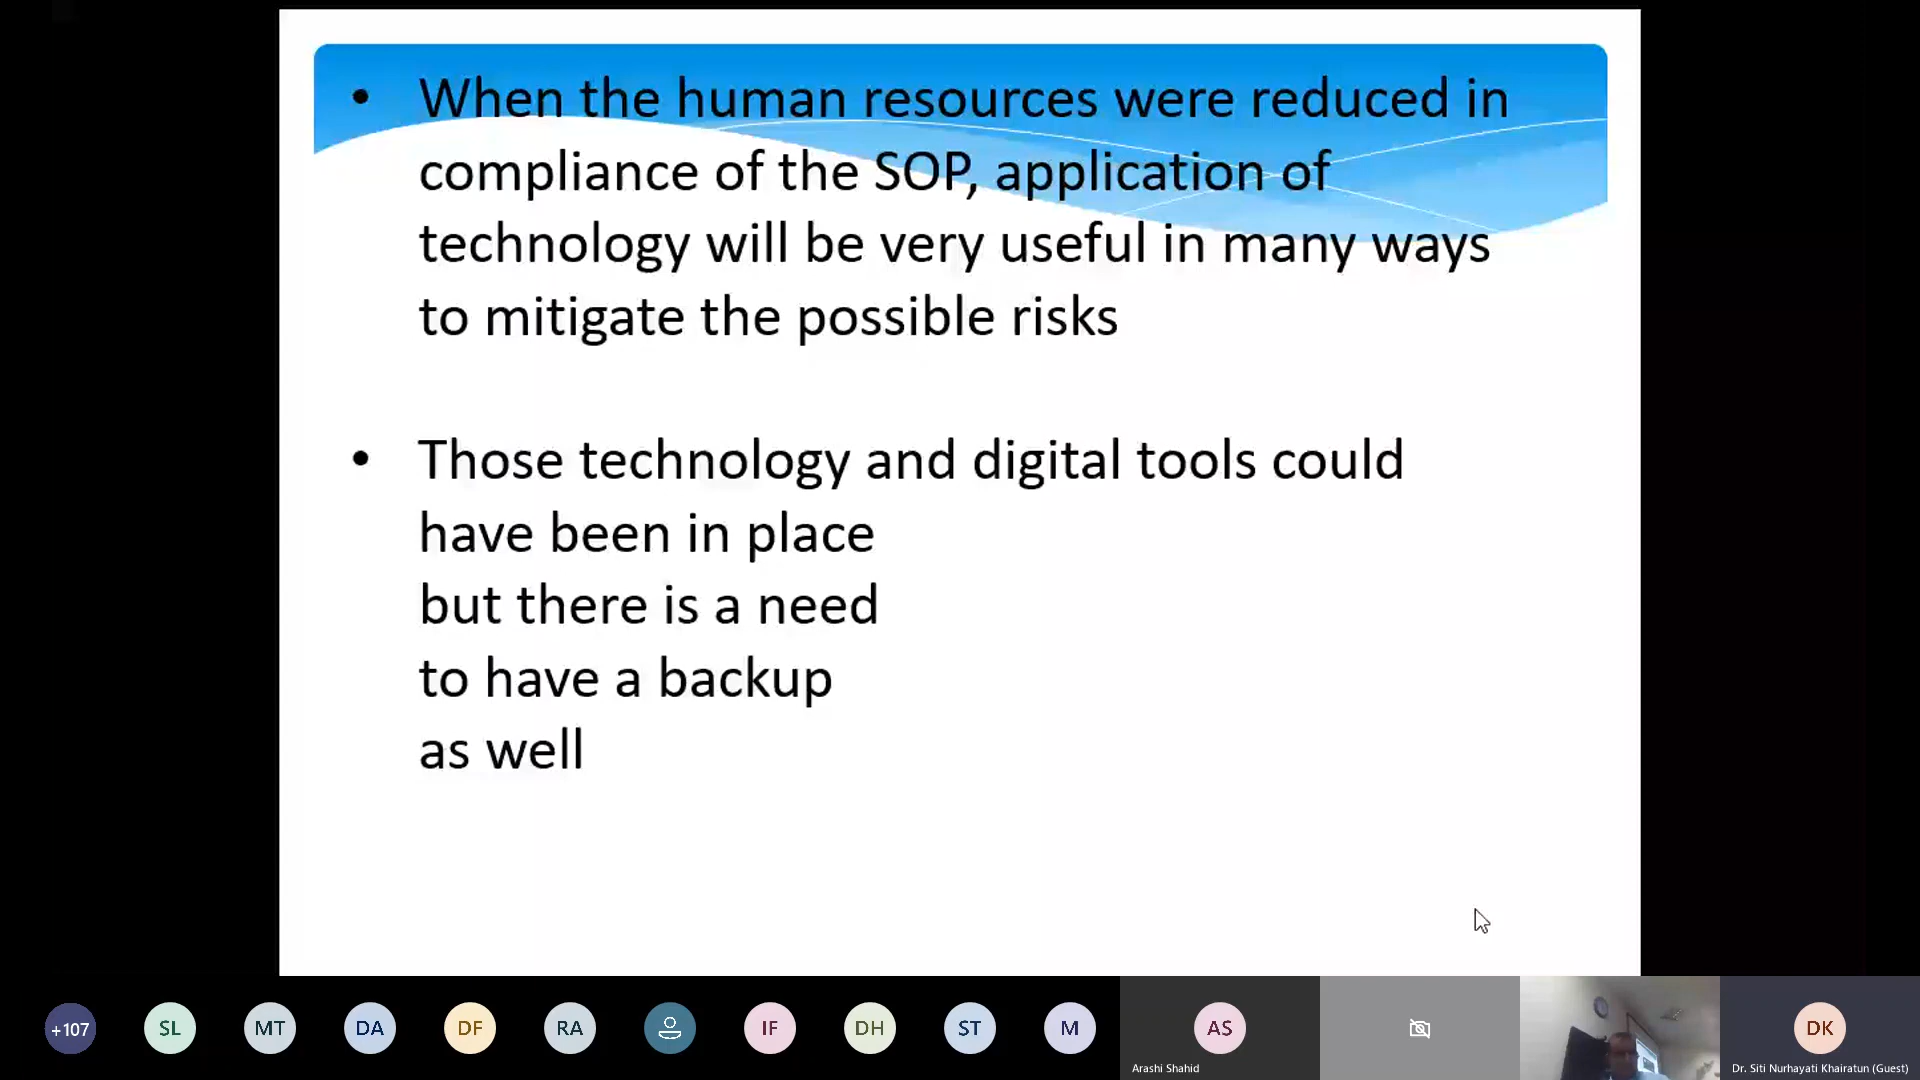 • When the human resources were reduced in
compliance of the SOP, application of
technology will be very useful in many ways
to mitigate the possible risks
• Those technology and digital tools could
have been in place
but there is a need
to have a backup
as well
+107
SL
MT
DA
DF
RA
IF
DH
ST
M
AS
Arashi Shahid
DK
Dr. Siti Nurhayati Khairatun (Guest)